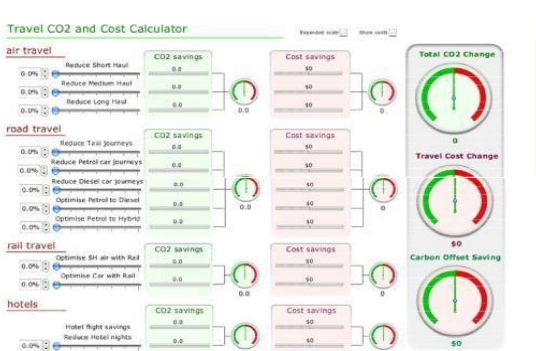 Travel CO2 and Cost Calculator
Expanded scale
Show costs
air travel
CO2 savings
Cost savings
Total CO2 Change
Reduce Short Haul
0.0%
0.0
$0
Reduce Medium Haul
0.0%
0.0
$0
Reduce Long Haul
0.0%
0.0
$0
0.0
0
0
road travel
CO2 savings
Cost savings
Reduce Taxi Journeys
0.0%
0.0
$0
Reduce Petrol car Journeys
0.0%
0.0
$0
Reduce Diesel car journeys
0.0%
0.0
$0
Optimise Petrol to Diesel
0.0%
0.0
$0
Optimise Petrol to Hybrid
0.0%
0.0
$0
0.0
0
Travel Cost Change
$0
rail travel
CO2 savings
Cost savings
Optimise SH air with Rail
0.0%
0.0
$0
Optimise Car with Rail
0.0%
0.0
$0
0.0
0
Carbon Offset Saving
$0
hotels
CO2 savings
Cost savings
Hotel flight savings
0.0
$0
Reduce Hotel nights
0.0%
0.0
$0